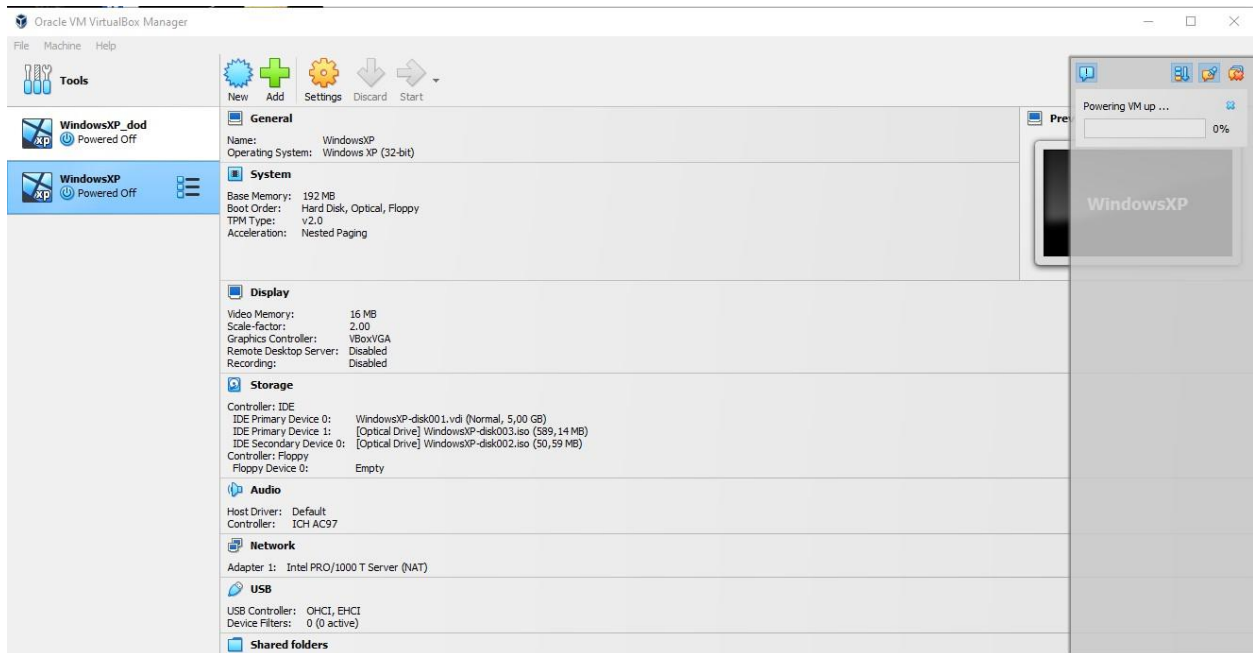 Oracle VM VirtualBox Manager
File Machine Help
Tools
New Add Settings Discard Start
WindowsXP_dod
Powered Off
WindowsXP
Powered Off
General
Name: WindowsXP
Operating System: Windows XP (32-bit)
System
Base Memory: 192 MB
Boot Order: Hard Disk, Optical, Floppy
TPM Type: v2.0
Acceleration: Nested Paging
Display
Video Memory: 16 MB
Scale-factor: 2.00
Graphics Controller: VBoxVGA
Remote Desktop Server: Disabled
Recording: Disabled
Storage
Controller: IDE
IDE Primary Device 0: WindowsXP-disk001.vdi (Normal, 5,00 GB)
IDE Primary Device 1: [Optical Drive] WindowsXP-disk003.iso (589,14 MB)
IDE Secondary Device 0: [Optical Drive] WindowsXP-disk002.iso (50,59 MB)
Controller: Floppy
Floppy Device 0: Empty
Audio
Host Driver: Default
Controller: ICH AC97
Network
Adapter 1: Intel PRO/1000 T Server (NAT)
USB
USB Controller: OHCI, EHCI
Device Filters: 0 (0 active)
Shared folders
Pre
Powering VM up ...
0%
WindowsXP